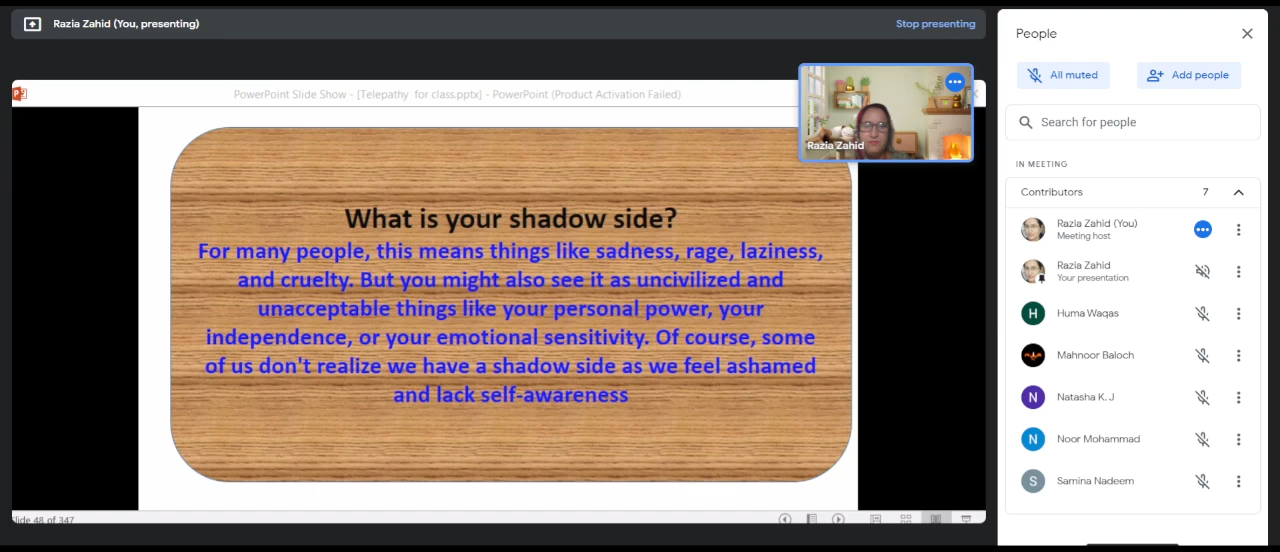 Razia Zahid (You, presenting)
Stop presenting
PowerPoint Slide Show - [Telepathy for class.pptx] - PowerPoint (Product Activation Failed)
Razia Zahid
What is your shadow side?
For many people, this means things like sadness, rage, laziness,
and cruelty. But you might also see it as uncivilized and
unacceptable things like your personal power, your
independence, or your emotional sensitivity. Of course, some
of us don't realize we have a shadow side as we feel ashamed
and lack self-awareness
Slide 48 of 347
People
All muted
Add people
Search for people
IN MEETING
Contributors 7
Razia Zahid (You)
Meeting host
Razia Zahid
Your presentation
H Huma Waqas
Mahnoor Baloch
N Natasha K. J
N Noor Mohammad
S Samina Nadeem